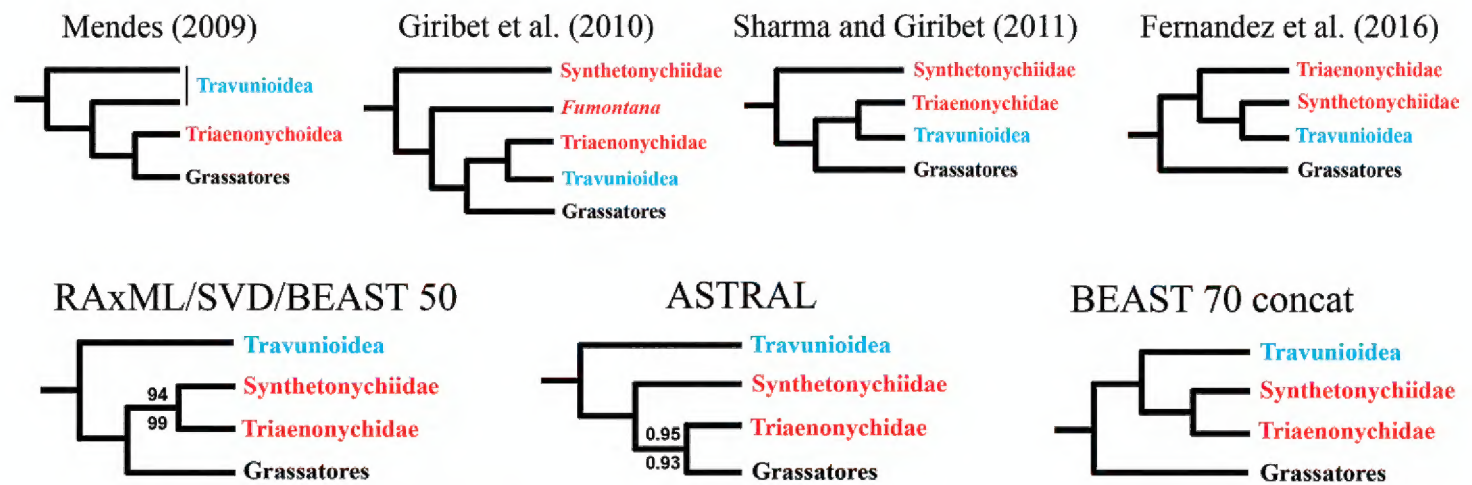 Mendes (2009)
Travunioidea
Triaenonychoidea
Grassatores
Giribet et al. (2010)
Synthetonychiidae
Fumontana
Triaenonychidae
Travunioidea
Grassatores
Sharma and Giribet (2011)
Synthetonychiidae
Triaenonychidae
Travunioidea
Grassatores
Fernandez et al. (2016)
Triaenonychidae
Synthetonychiidae
Travunioidea
Grassatores
RAxML/SVD/BEAST 50
Travunioidea
Synthetonychiidae
94
99
Triaenonychidae
Grassatores
ASTRAL
Travunioidea
Synthetonychiidae
Triaenonychidae
0.95
0.93
Grassatores
BEAST 70 concat
Travunioidea
Synthetonychiidae
Triaenonychidae
Grassatores